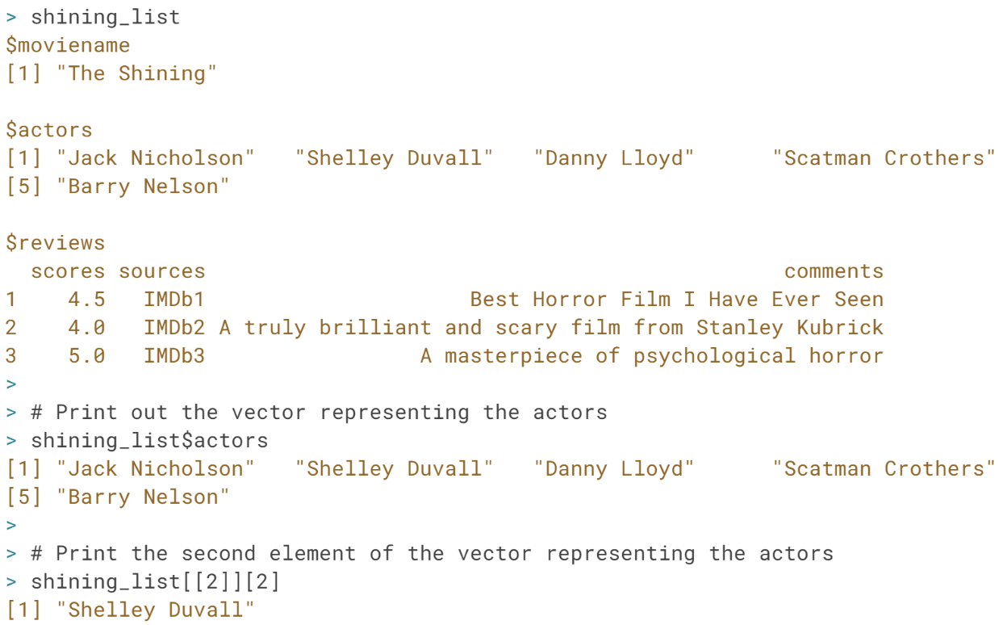 > shining_list
$moviename
[1] "The Shining"

$actors
[1] "Jack Nicholson"   "Shelley Duvall"   "Danny Lloyd"      "Scatman Crothers"
[5] "Barry Nelson"

$reviews
  scores sources                                              comments
1    4.5   IMDb1                     Best Horror Film I Have Ever Seen
2    4.0   IMDb2 A truly brilliant and scary film from Stanley Kubrick
3    5.0   IMDb3                 A masterpiece of psychological horror
>
> # Print out the vector representing the actors
> shining_list$actors
[1] "Jack Nicholson"   "Shelley Duvall"   "Danny Lloyd"      "Scatman Crothers"
[5] "Barry Nelson"
>
> # Print the second element of the vector representing the actors
> shining_list[[2]][2]
[1] "Shelley Duvall"